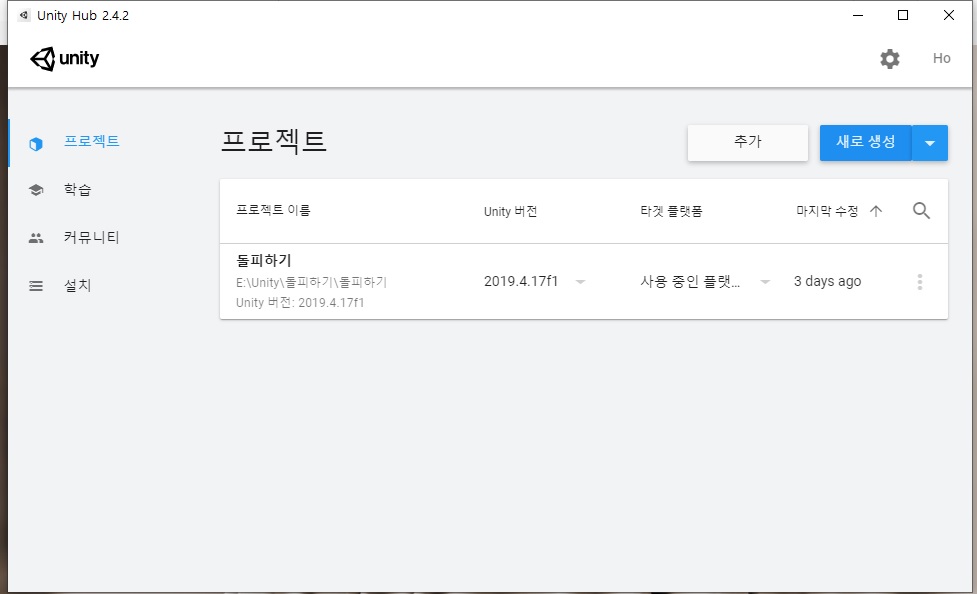 Unity Hub 2.4.2
unity
Ho
프로젝트
학습
커뮤니티
설치
프로젝트
추가
새로 생성
프로젝트 이름
Unity 버전
타겟 플랫폼
마지막 수정
돌피하기
E:\Unity\돌피하기\돌피하기
Unity 버전: 2019.4.17f1
2019.4.17f1
사용 중인 플랫...
3 days ago